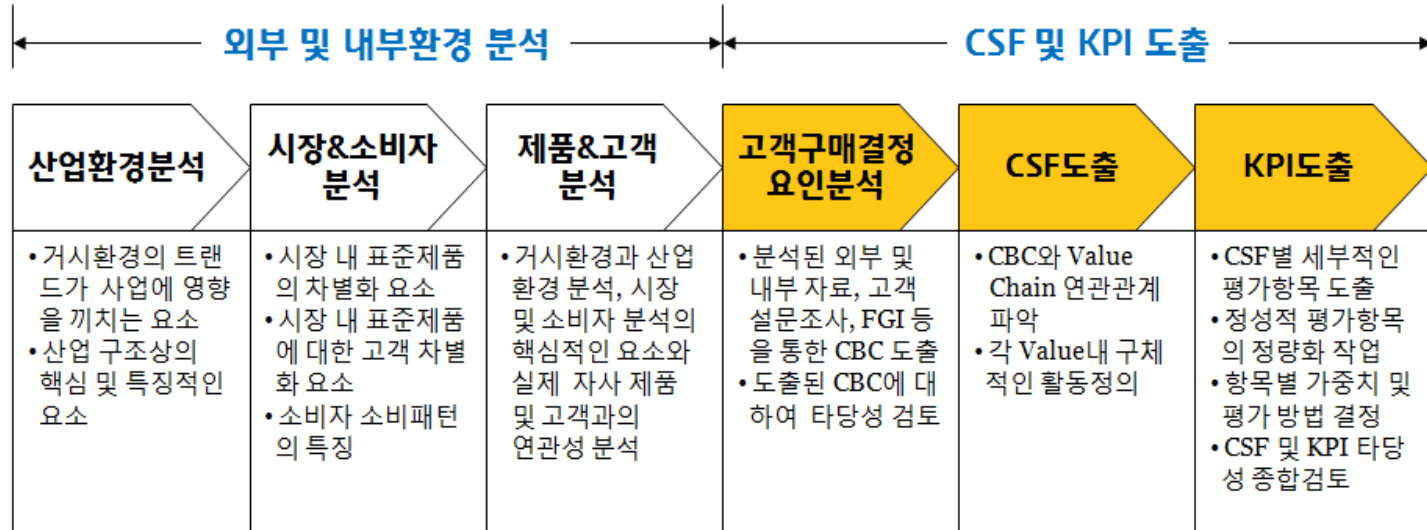 외부 및 내부환경 분석
CSF 및 KPI 도출
산업환경분석
시장&소비자
분석
제품&고객
분석
고객구매결정
요인분석
CSF도출
KPI도출
• 거시환경의 트랜
드가 사업에 영향
을 끼치는 요소
• 산업 구조상의
핵심 및 특징적인
요소
• 시장 내 표준제품
의 차별화 요소
• 시장 내 표준제품
에 대한 고객 차별
화 요소
• 소비자 소비패턴
의 특징
• 거시환경과 산업
환경 분석, 시장
및 소비자 분석의
핵심적인 요소와
실제 자사 제품
및 고객과의
연관성 분석
• 분석된 외부 및
내부 자료, 고객
설문조사, FGI 등
을 통한 CBC 도출
• 도출된 CBC에 대
하여 타당성 검토
• CBC와 Value
Chain 연관관계
파악
• 각 Value내 구체
적인 활동정의
• CSF별 세부적인
평가항목 도출
• 정성적 평가항목
의 정량화 작업
• 항목별 가중치 및
평가 방법 결정
• CSF 및 KPI 타당
성 종합검토